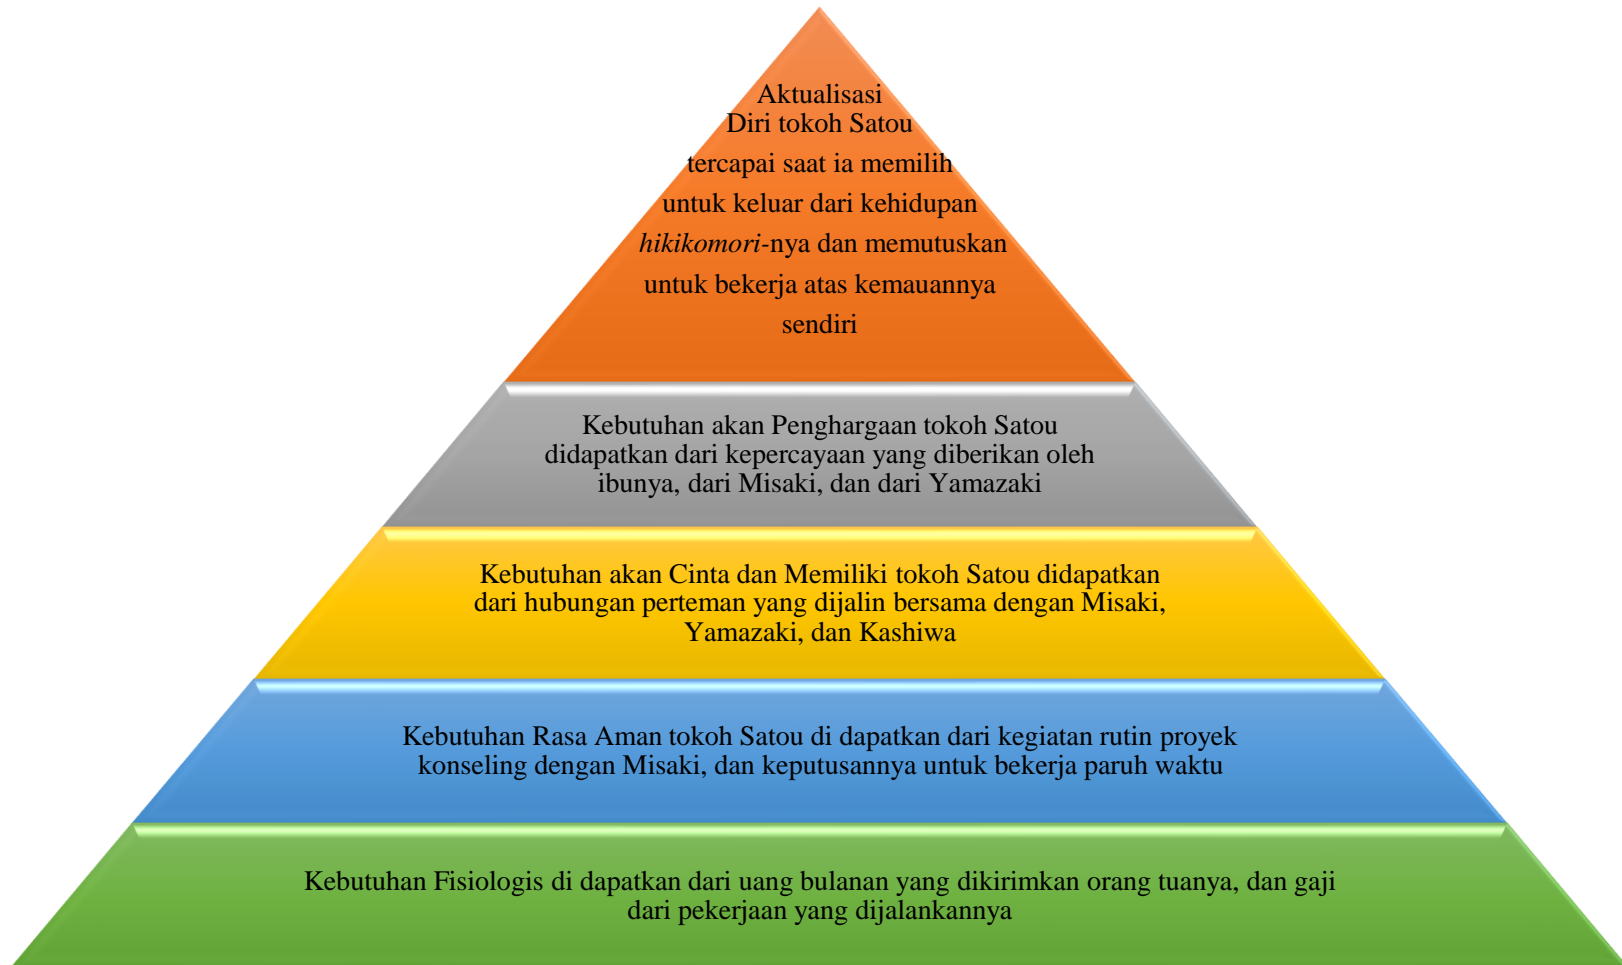 Aktualisasi
Diri tokoh Satou
tercapai saat ia memilih
untuk keluar dari kehidupan
hikikomori-nya dan memutuskan
untuk bekerja atas kemauannya
sendiri
Kebutuhan akan Penghargaan tokoh Satou
didapatkan dari kepercayaan yang diberikan oleh
ibunya, dari Misaki, dan dari Yamazaki
Kebutuhan akan Cinta dan Memiliki tokoh Satou didapatkan
dari hubungan perteman yang dijalin bersama dengan Misaki,
Yamazaki, dan Kashiwa
Kebutuhan Rasa Aman tokoh Satou di dapatkan dari kegiatan rutin proyek
konseling dengan Misaki, dan keputusannya untuk bekerja paruh waktu
Kebutuhan Fisiologis di dapatkan dari uang bulanan yang dikirimkan orang tuanya, dan gaji
dari pekerjaan yang dijalankannya